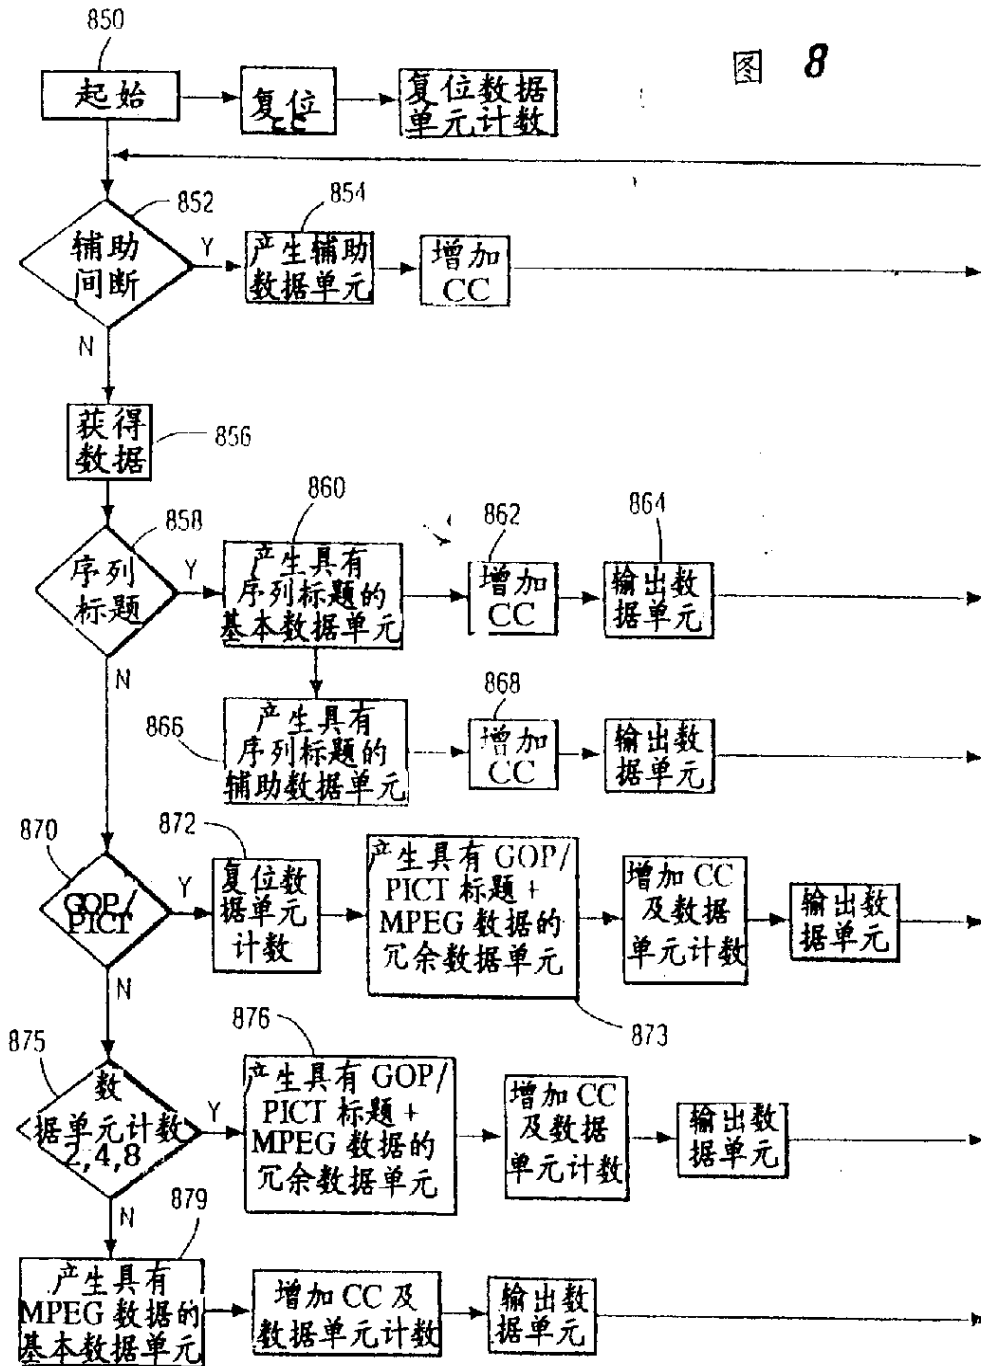 图 8
850
起始
复位
CC
复位数据
单元计数
852
辅助
间断
Y
N
854
产生辅助
数据单元
增加
CC
获得
数据
856
858
序列
标题
Y
N
860
产生具有
序列标题的
基本数据单元
862
增加
CC
864
输出数
据单元
866
产生具有
序列标题的
辅助数据单元
868
增加
CC
输出数
据单元
870
GOP/
PICT
Y
N
872
复位数
据单元
计数
产生具有 GOP/
PICT 标题 +
MPEG 数据的
冗余数据单元
873
增加 CC
及数据
单元计数
输出数
据单元
875
数
据单元计数
2,4,8
Y
N
876
产生具有 GOP/
PICT 标题 +
MPEG 数据的
冗余数据单元
增加 CC
及数据
单元计数
输出数
据单元
879
产生具有
MPEG 数据的
基本数据单元
增加 CC 及
数据单元计数
输出数
据单元